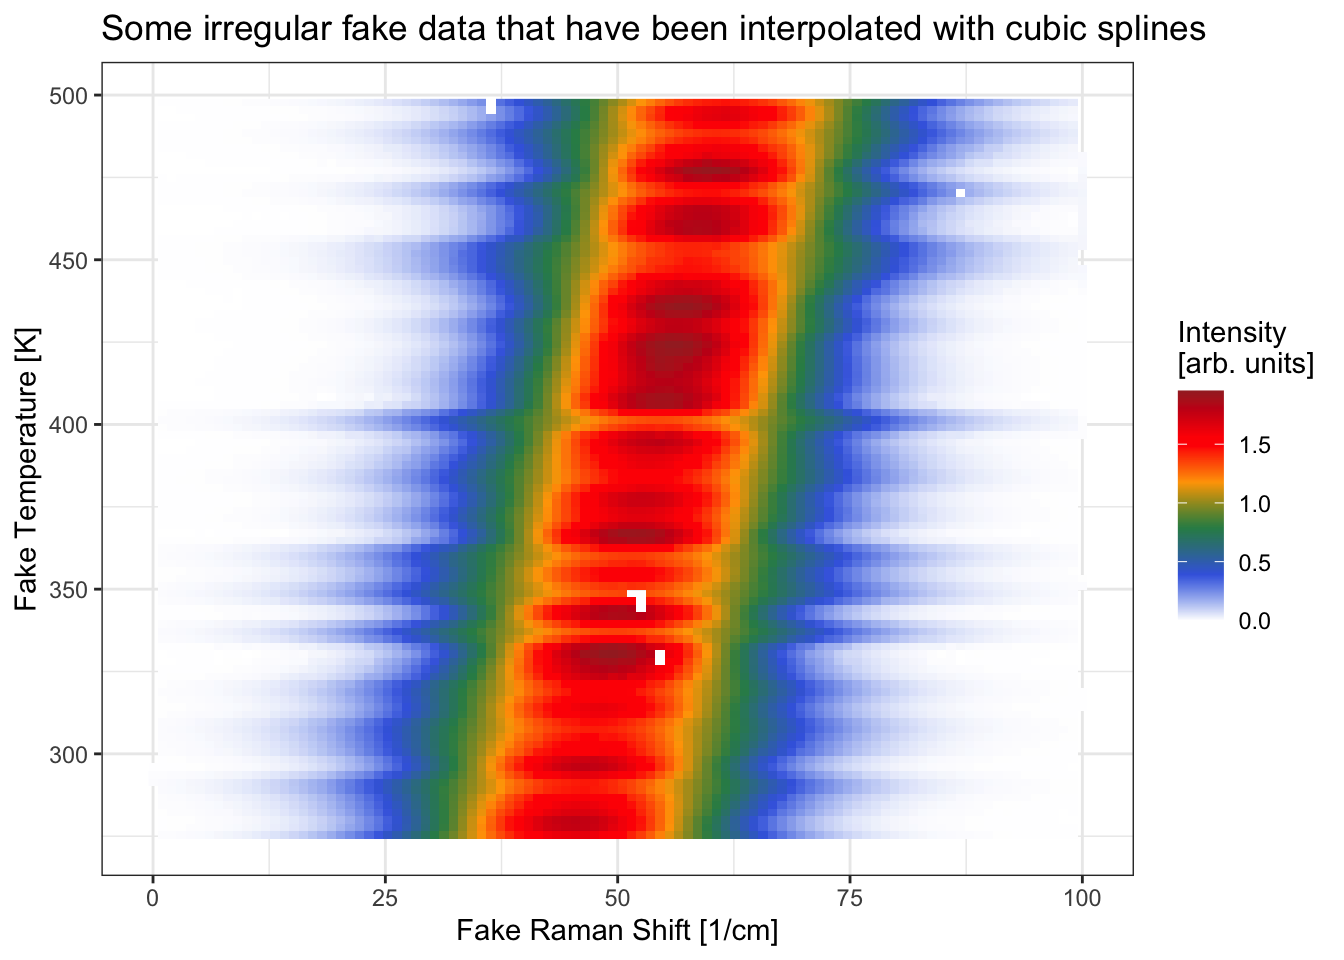 Some irregular fake data that have been interpolated with cubic splines
500
450
400
350
300
Fake Temperature [K]
0
25
50
75
100
Fake Raman Shift [1/cm]
Intensity
[arb. units]
1.5
1.0
0.5
0.0